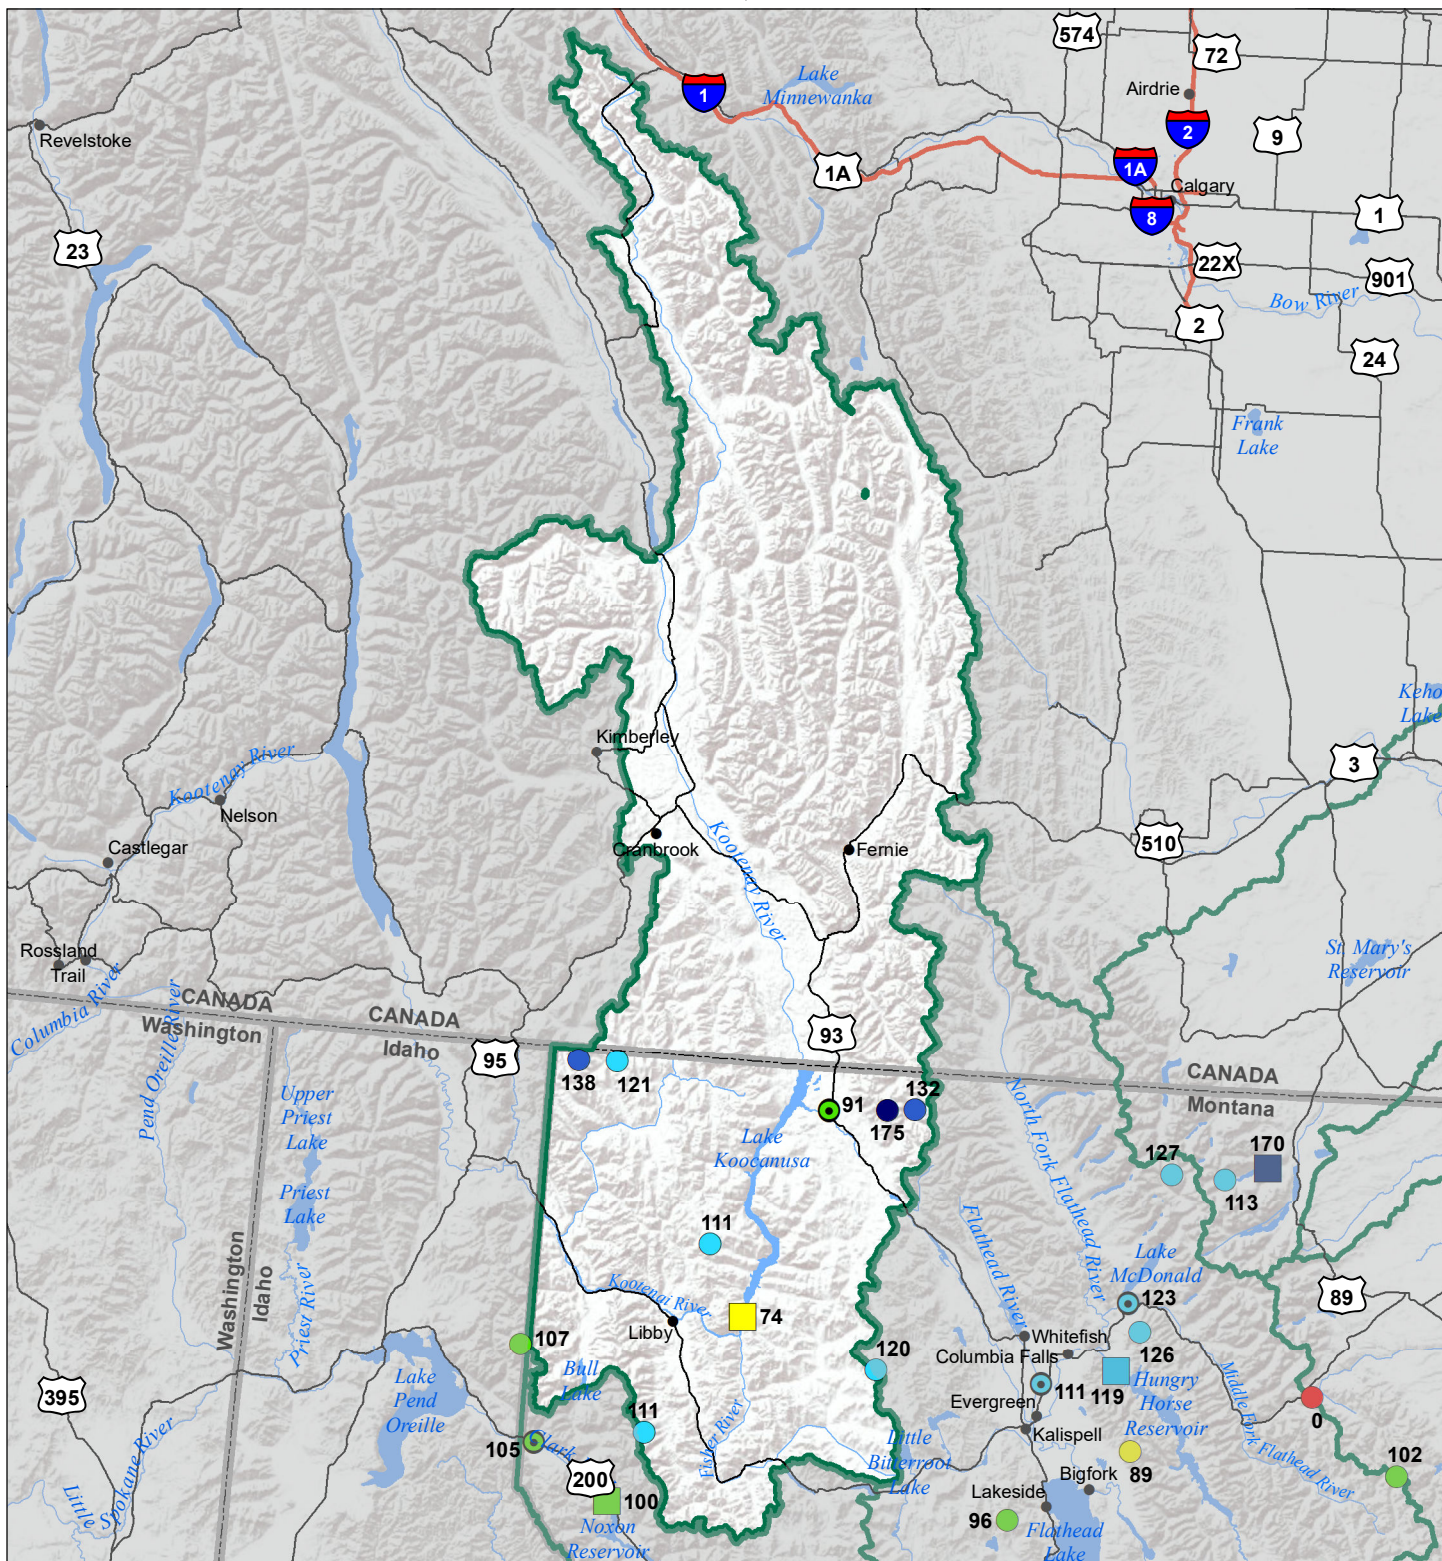 574
72
Airdrie
Lake
Minnewanka
1
2
9
Revelstoke
1A
1A
Calgary
8
1
23
22X
901
Bow River
2
24
Frank
Lake
Keho
Lake
Kimberley
3
Kootenay River
Nelson
Kootenay River
Cranbrook
Fernie
510
Castlegar
Rossland
Trail
St. Mary's
Reservoir
Columbia River
Pend Oreille River
CANADA
Washington
CANADA
Idaho
95
93
138
121
91
175
132
CANADA
Montana
North Fork Flathead River
Upper
Priest
Lake
Priest
Lake
Lake
Koocanusa
127
170
113
Washington
Idaho
Priest River
111
Flathead River
Lake
McDonald
123
89
Kootenai River
74
Libby
Whitefish
Columbia Falls
126
107
120
119
111
Hungry
Horse
Reservoir
Bull
Lake
395
Lake
Pend
Oreille
Evergreen
Kalispell
Middle Fork Flathead River
0
111
Fisher River
Little
Bitterroot
Lake
105
Clark
89
102
Little
Spokane River
200
100
Bigfork
Lakeside
96
Noxon
Reservoir
Flathead
Lake